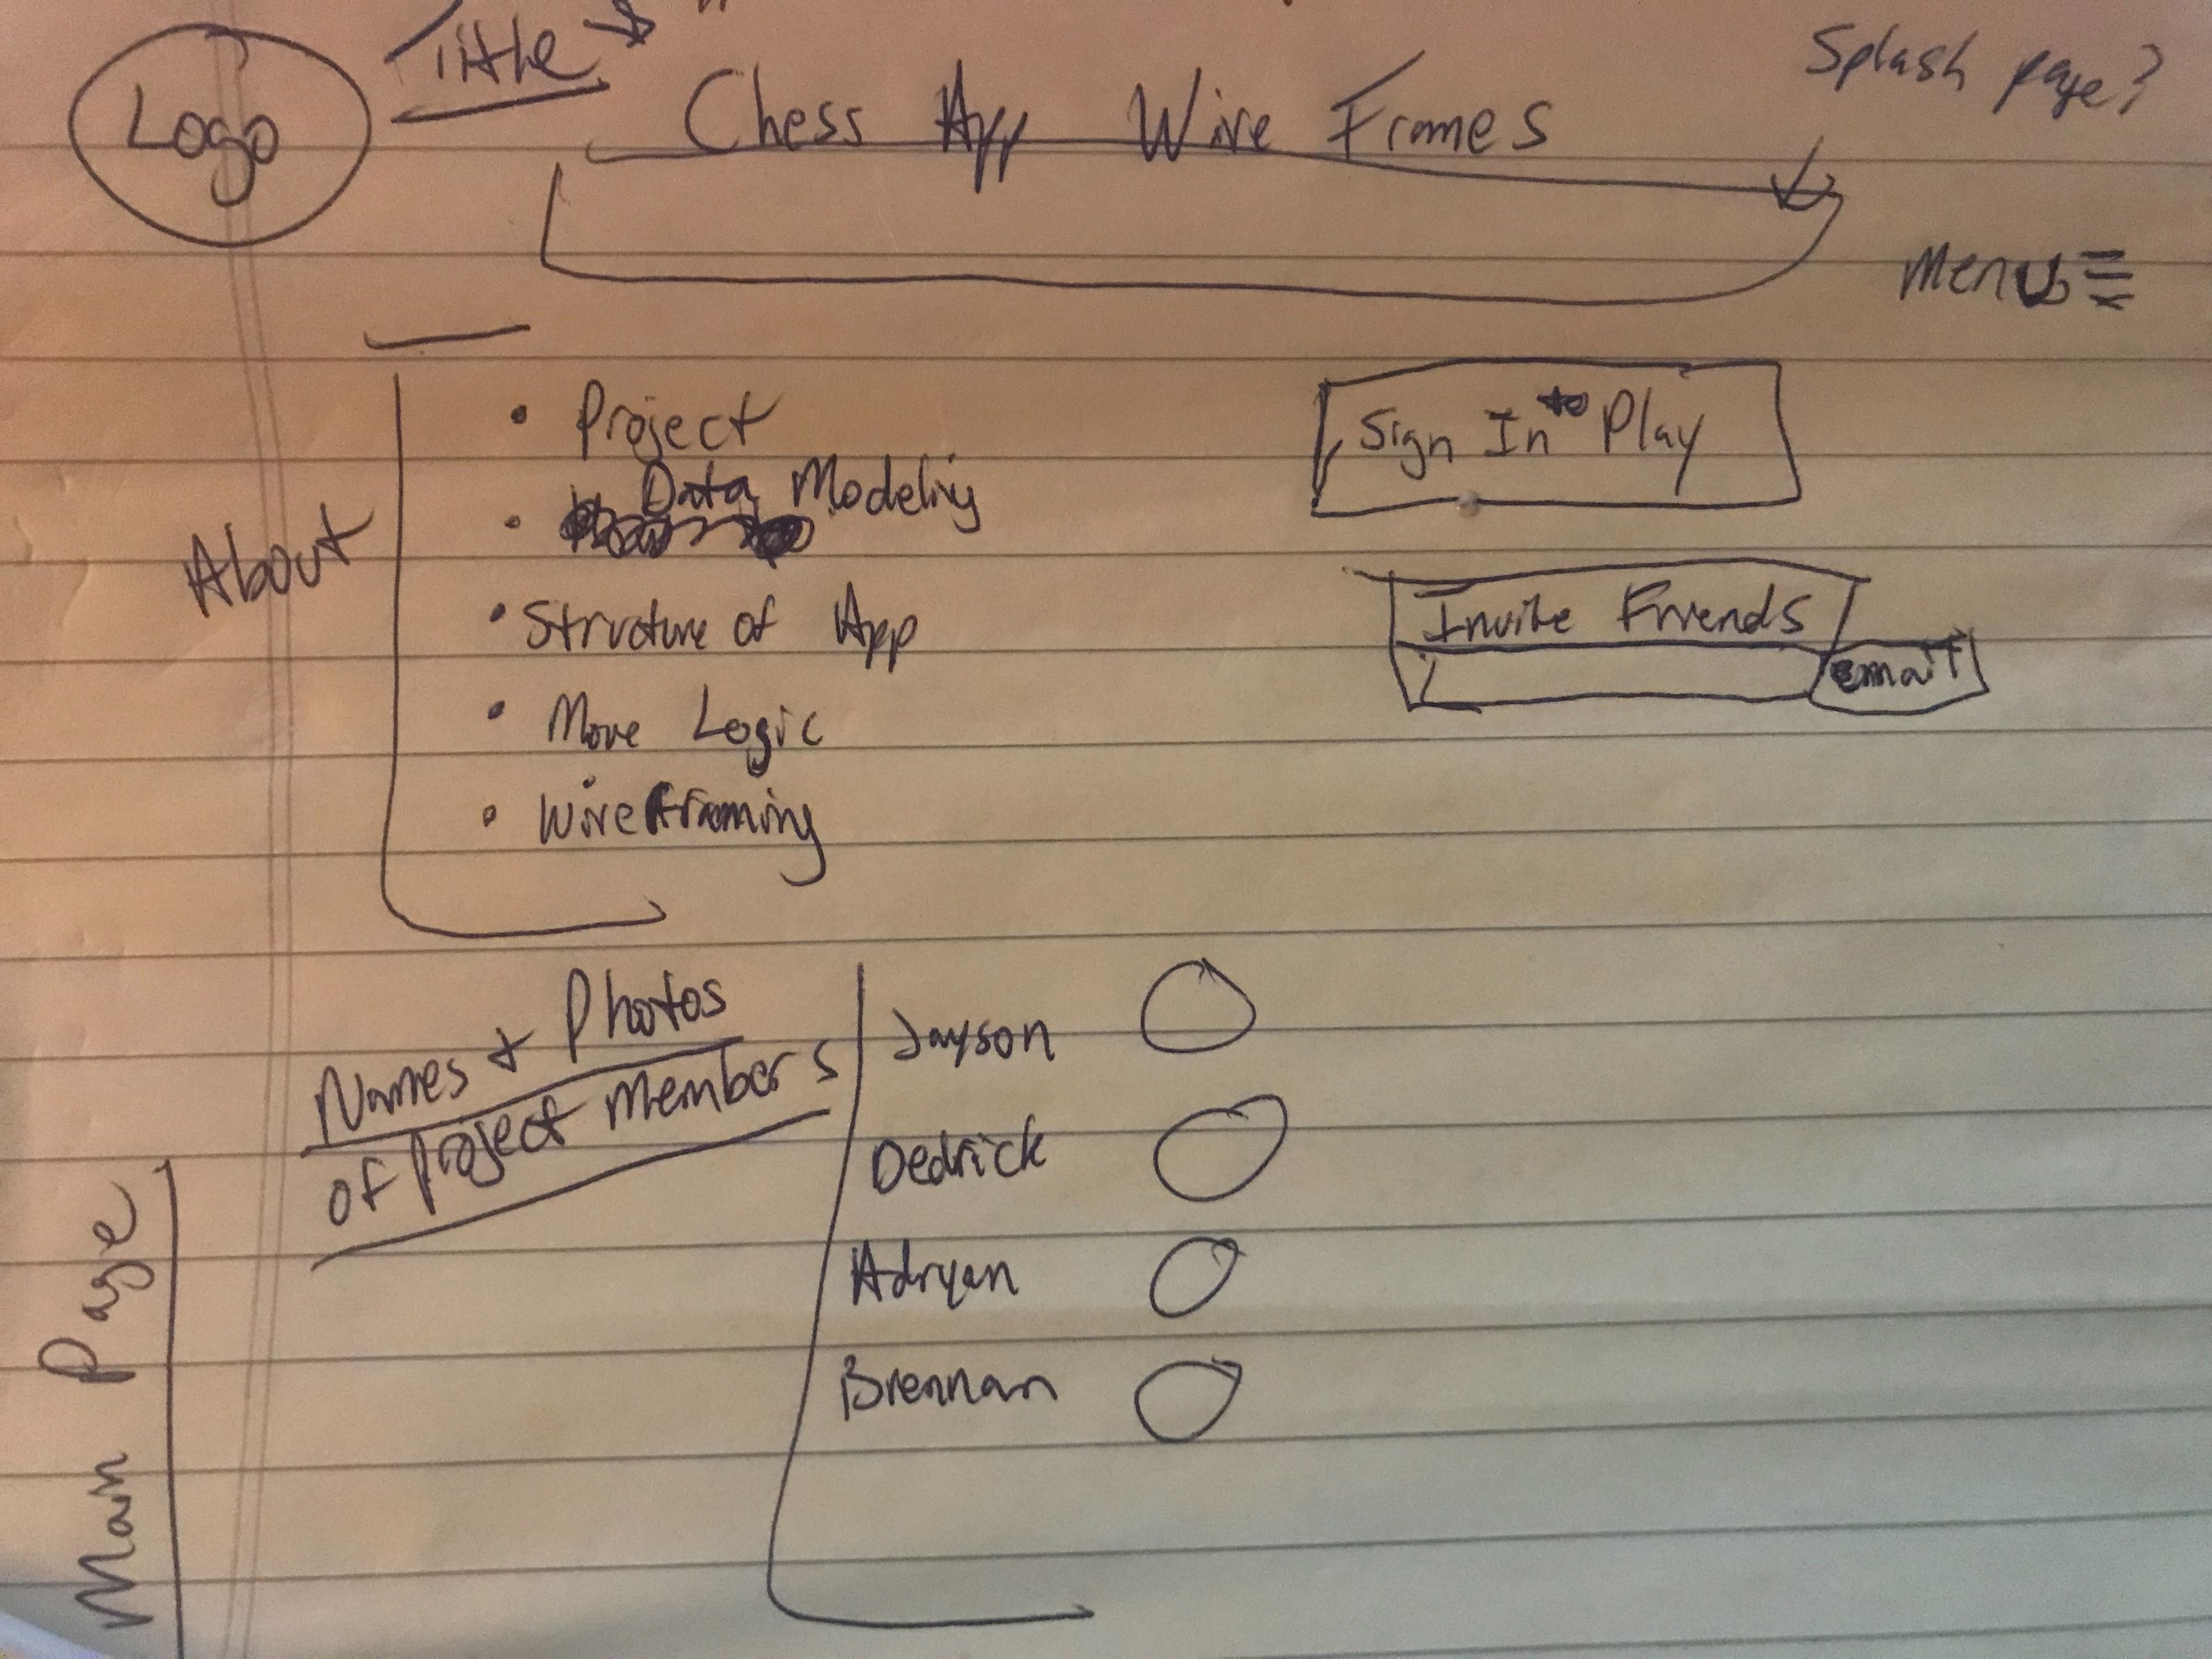 Logo
Title
Chess App Wire Frames
Splash page?
Menus
About
• Project
• Data Modeling
• Structure of App
• Move Logic
• Wireframing
Sign In to Play
Invite Friends
email
Names + Photos
of Project Members
Jayson
Dedrick
Adryan
Brennan
Main Page